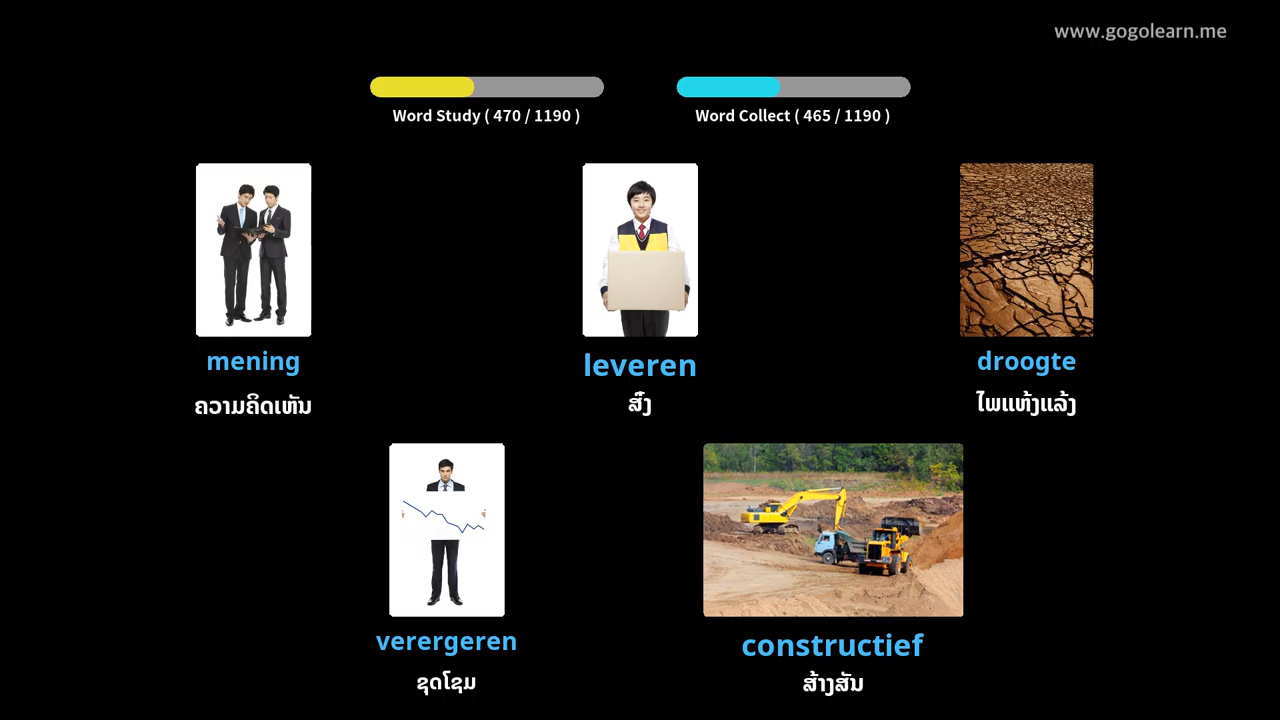 www.gogolearn.me
Word Study ( 470 / 1190 )
Word Collect ( 465 / 1190 )
mening
leveren
droogte
ຄວາມຄິດເຫັນ
ສົ່ງ
ໄພແຫ້ງແລ້ງ
verergeren
constructief
ຊຸດໂຊມ
ສ້າງສັນ